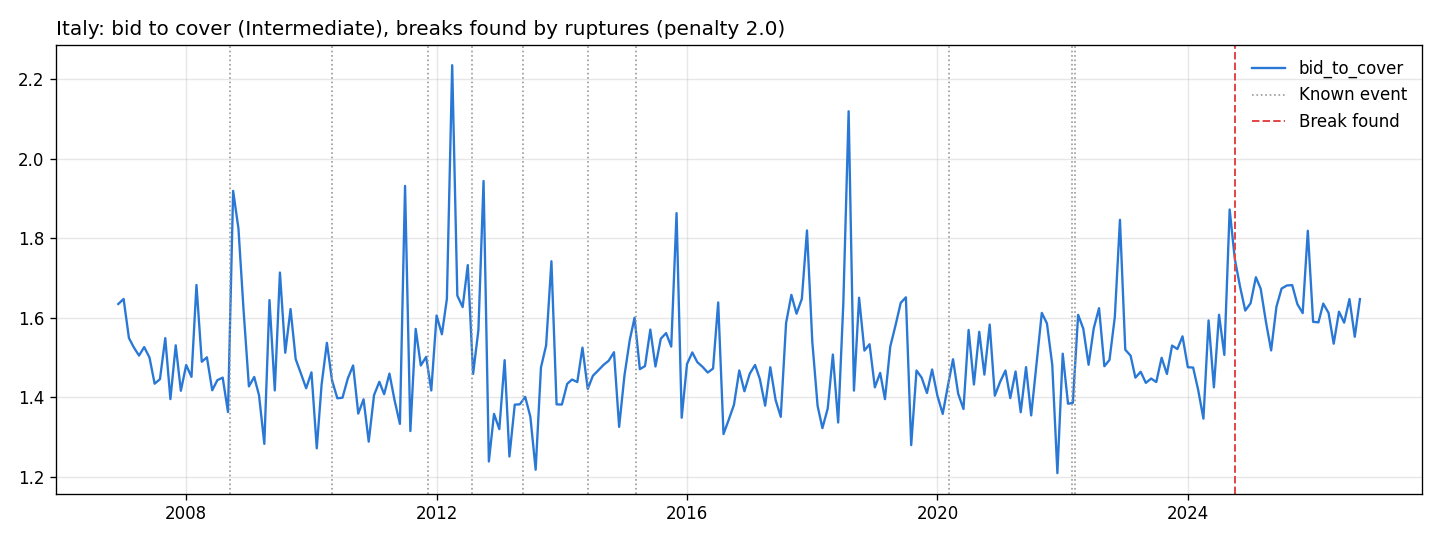 Italy: bid to cover (Intermediate), breaks found by ruptures (penalty 2.0)
bid_to_cover
Known event
Break found
2.2
2.0
1.8
1.6
1.4
1.2
2008
2012
2016
2020
2024